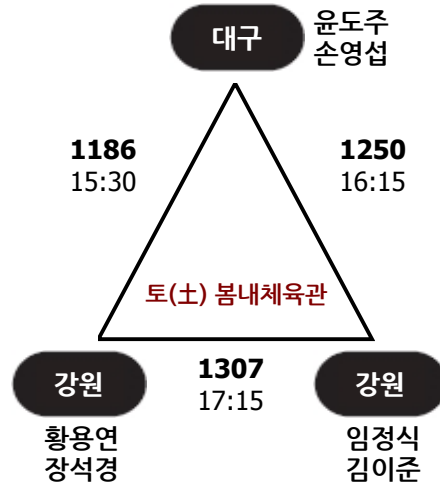 대구
윤도주
손영섭
1186
15:30
1250
16:15
토(土) 봄내체육관
강원
황용연
장석경
1307
17:15
강원
임정식
김이준